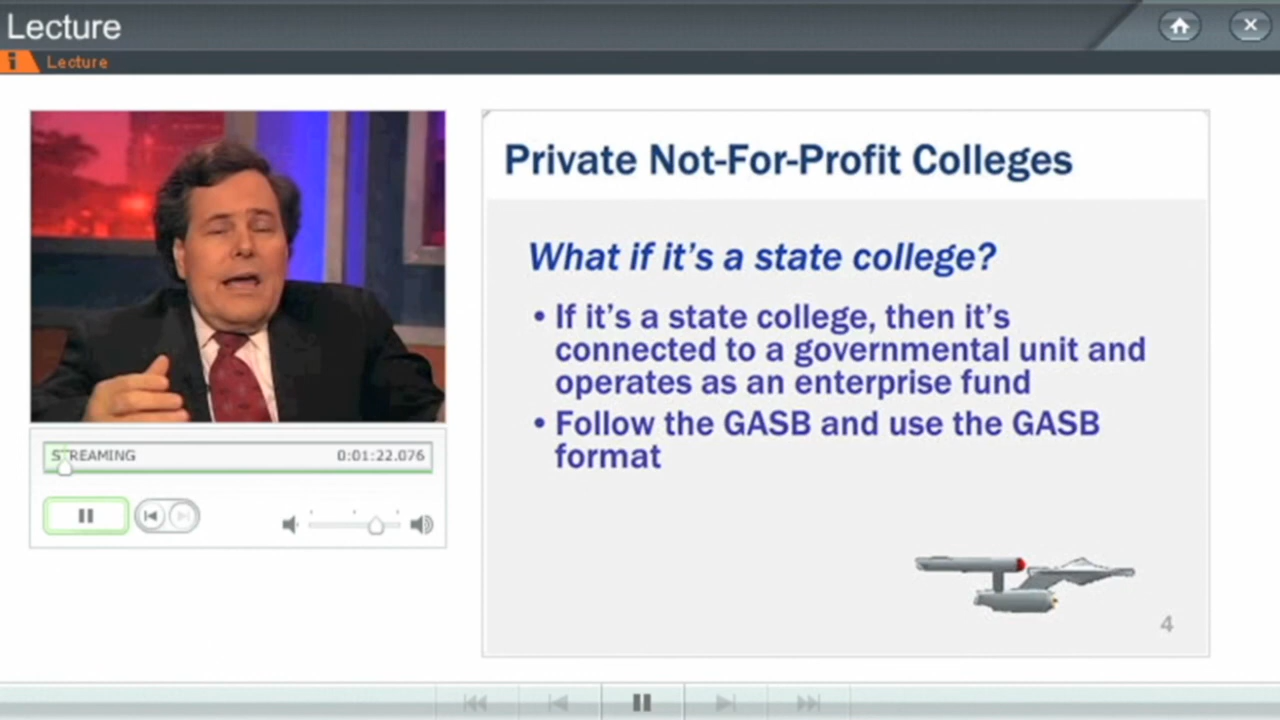 Lecture
i Lecture
Private Not-For-Profit Colleges
What if it's a state college?
• If it's a state college, then it's
connected to a governmental unit and
operates as an enterprise fund
• Follow the GASB and use the GASB
format
STREAMING 0:01:22.076
4